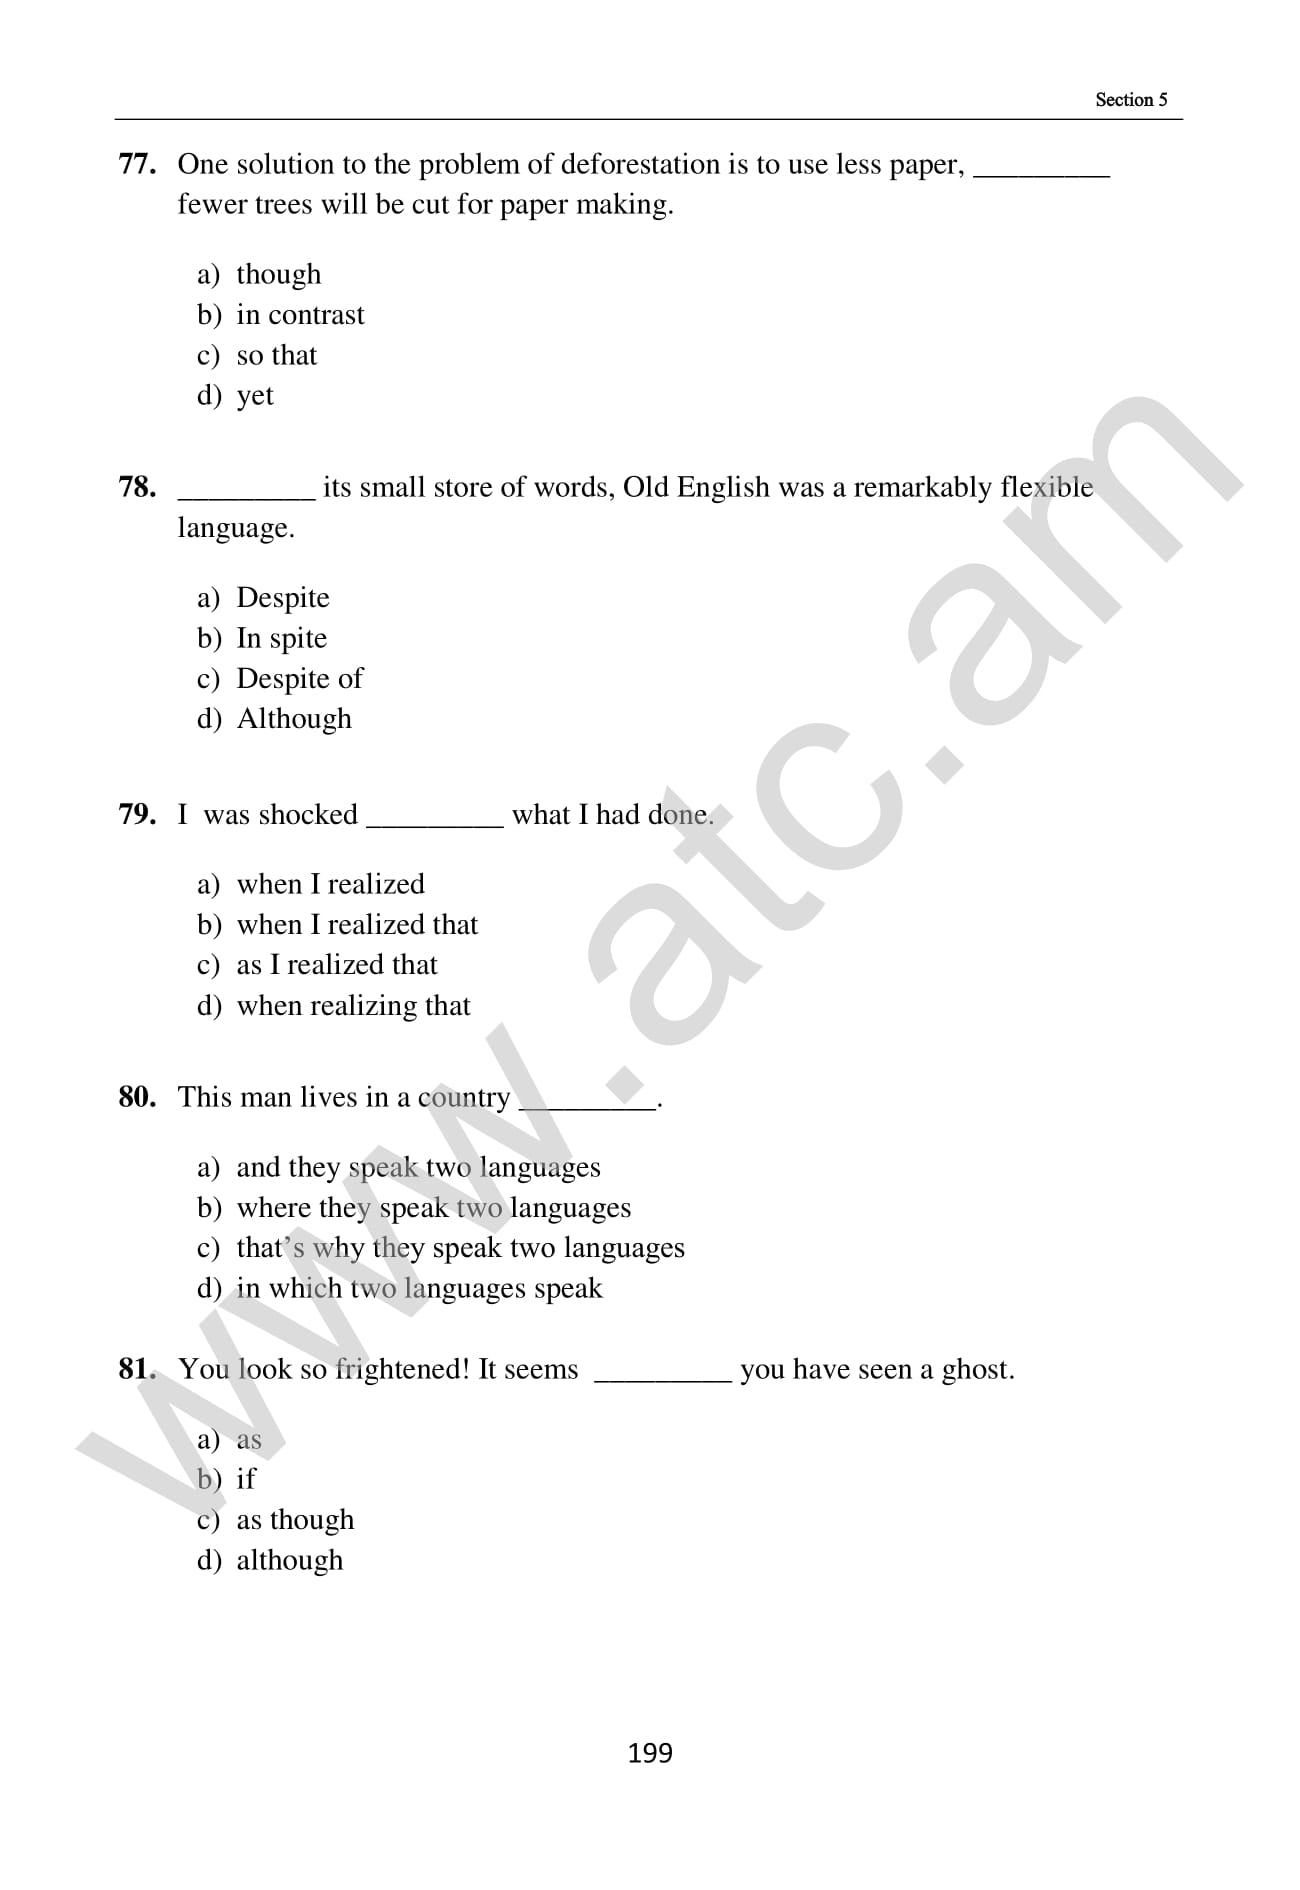 Section 5
77. One solution to the problem of deforestation is to use less paper, _________
fewer trees will be cut for paper making.
a) though
b) in contrast
c) so that
d) yet
78. _________ its small store of words, Old English was a remarkably flexible
language.
a) Despite
b) In spite
c) Despite of
d) Although
79. I was shocked _________ what I had done.
a) when I realized
b) when I realized that
c) as I realized that
d) when realizing that
80. This man lives in a country _________.
a) and they speak two languages
b) where they speak two languages
c) that’s why they speak two languages
d) in which two languages speak
81. You look so frightened! It seems _________ you have seen a ghost.
a) as
b) if
c) as though
d) although
199
www.atc.am